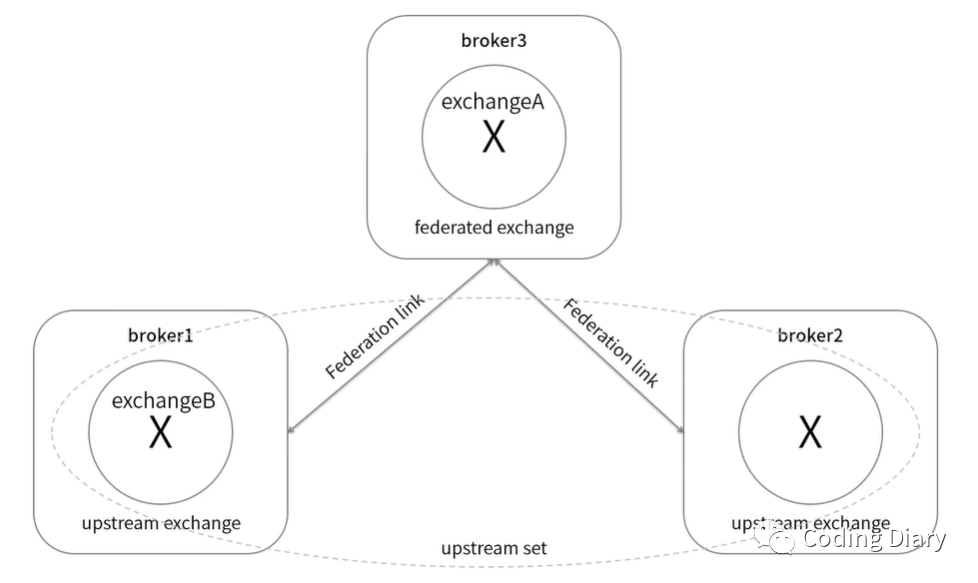 broker3
exchangeA
X
federated exchange
Federation link
Federation link
broker1
exchangeB
X
upstream exchange
broker2
X
upstream exchange
upstream set
Coding Diary